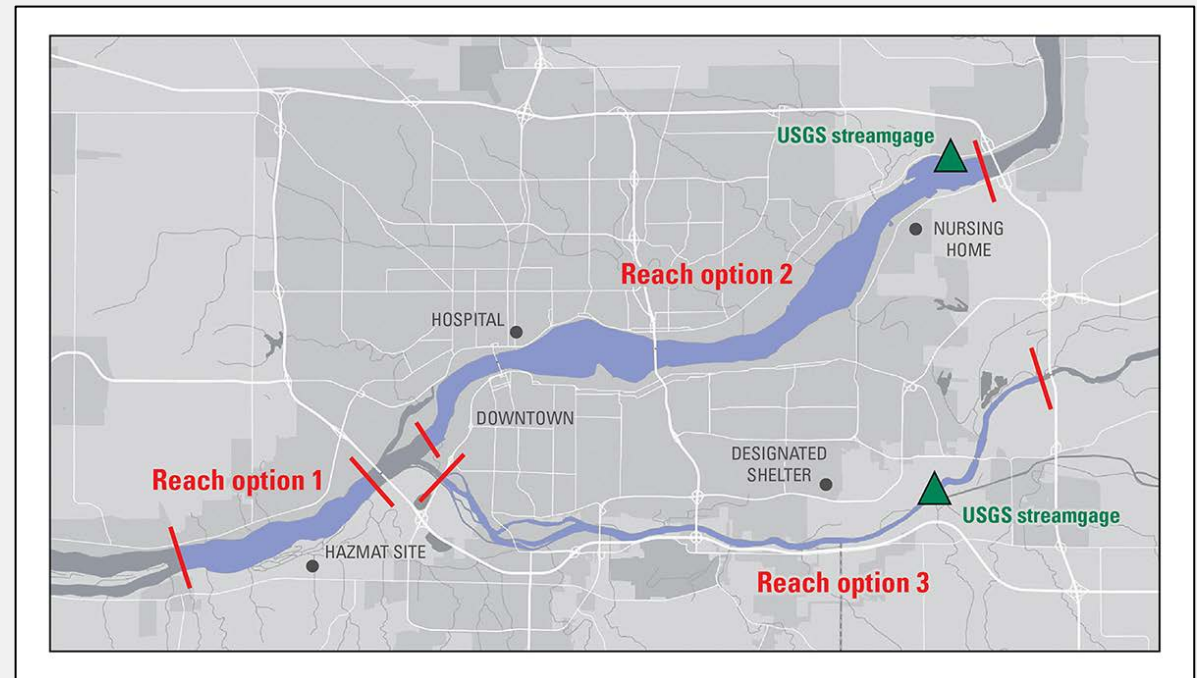 USGS streamgage
NURSING
HOME
Reach option 2
HOSPITAL
DOWNTOWN
DESIGNATED
SHELTER
Reach option 1
USGS streamgage
HAZMAT SITE
Reach option 3